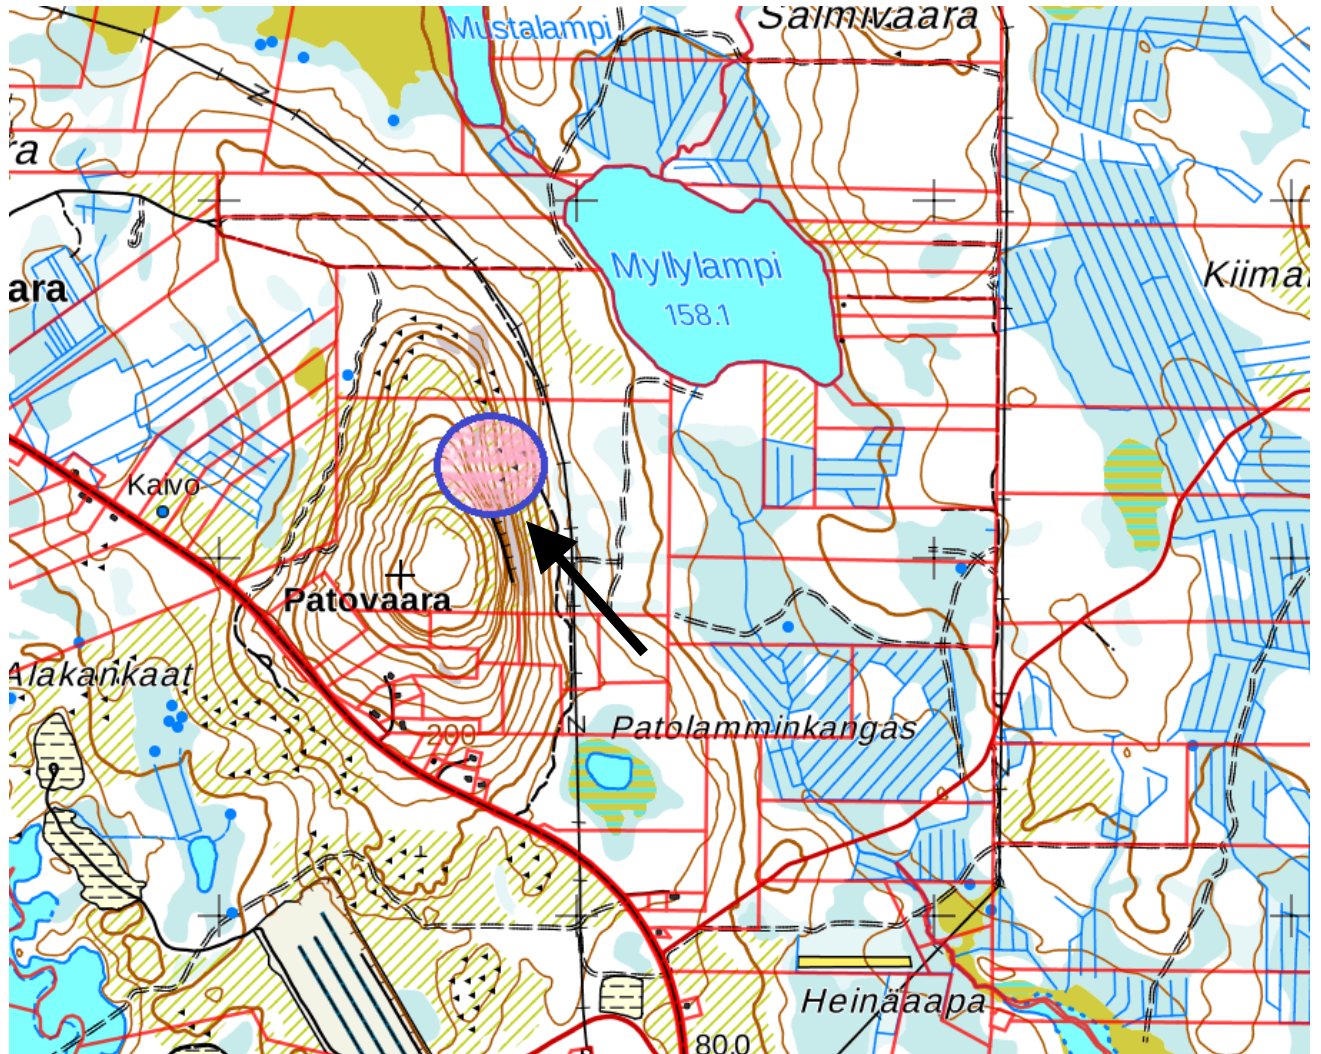 Mustalampi
Salmivaara
ra
Myllylampi
158.1
Kiima
ara
Kaivo
Patovaara
Alakankaat
200
Patolamminkangas
Heinäaapa
80.0